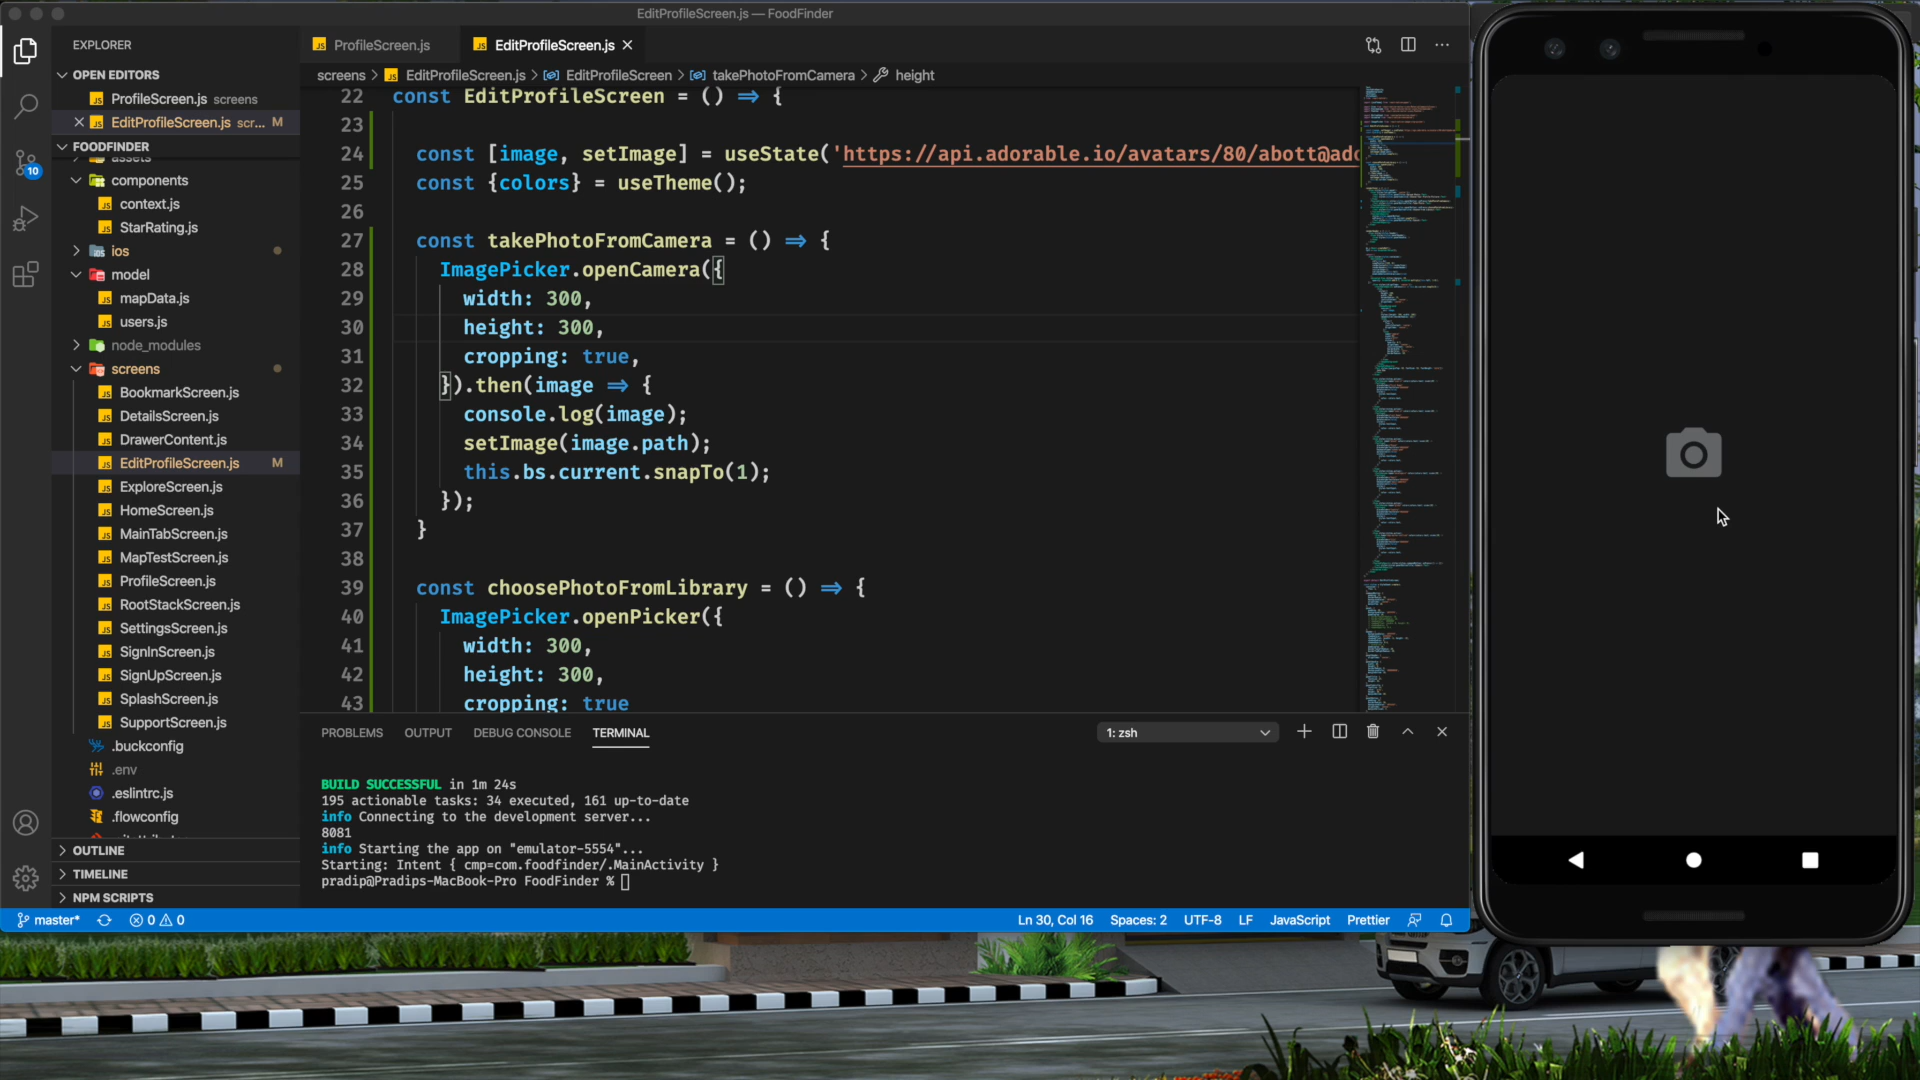 EditProfileScreen.js — FoodFinder
EXPLORER
OPEN EDITORS
ProfileScreen.js screens
EditProfileScreen.js scr... M
FOODFINDER
assets
components
context.js
StarRating.js
ios
model
mapData.js
users.js
node_modules
screens
BookmarkScreen.js
DetailsScreen.js
DrawerContent.js
EditProfileScreen.js M
ExploreScreen.js
HomeScreen.js
MainTabScreen.js
MapTestScreen.js
ProfileScreen.js
RootStackScreen.js
SettingsScreen.js
SignInScreen.js
SignUpScreen.js
SplashScreen.js
SupportScreen.js
.buckconfig
.env
.eslintrc.js
.flowconfig
OUTLINE
TIMELINE
NPM SCRIPTS
10
ProfileScreen.js
EditProfileScreen.js
screens > EditProfileScreen.js > EditProfileScreen > takePhotoFromCamera > height
22 const EditProfileScreen = () => {
23
24 const [image, setImage] = useState('https://api.adorable.io/avatars/80/abott@ado
25 const {colors} = useTheme();
26
27 const takePhotoFromCamera = () => {
28 ImagePicker.openCamera({
29 width: 300,
30 height: 300,
31 cropping: true,
32 }).then(image => {
33 console.log(image);
34 setImage(image.path);
35 this.bs.current.snapTo(1);
36 });
37 }
38
39 const choosePhotoFromLibrary = () => {
40 ImagePicker.openPicker({
41 width: 300,
42 height: 300,
43 cropping: true
PROBLEMS OUTPUT DEBUG CONSOLE TERMINAL
1: zsh
BUILD SUCCESSFUL in 1m 24s
195 actionable tasks: 34 executed, 161 up-to-date
info Connecting to the development server...
8081
info Starting the app on "emulator-5554"...
Starting: Intent { cmp=com.foodfinder/.MainActivity }
pradip@Pradips-MacBook-Pro FoodFinder %
master* 0 0
Ln 30, Col 16 Spaces: 2 UTF-8 LF JavaScript Prettier